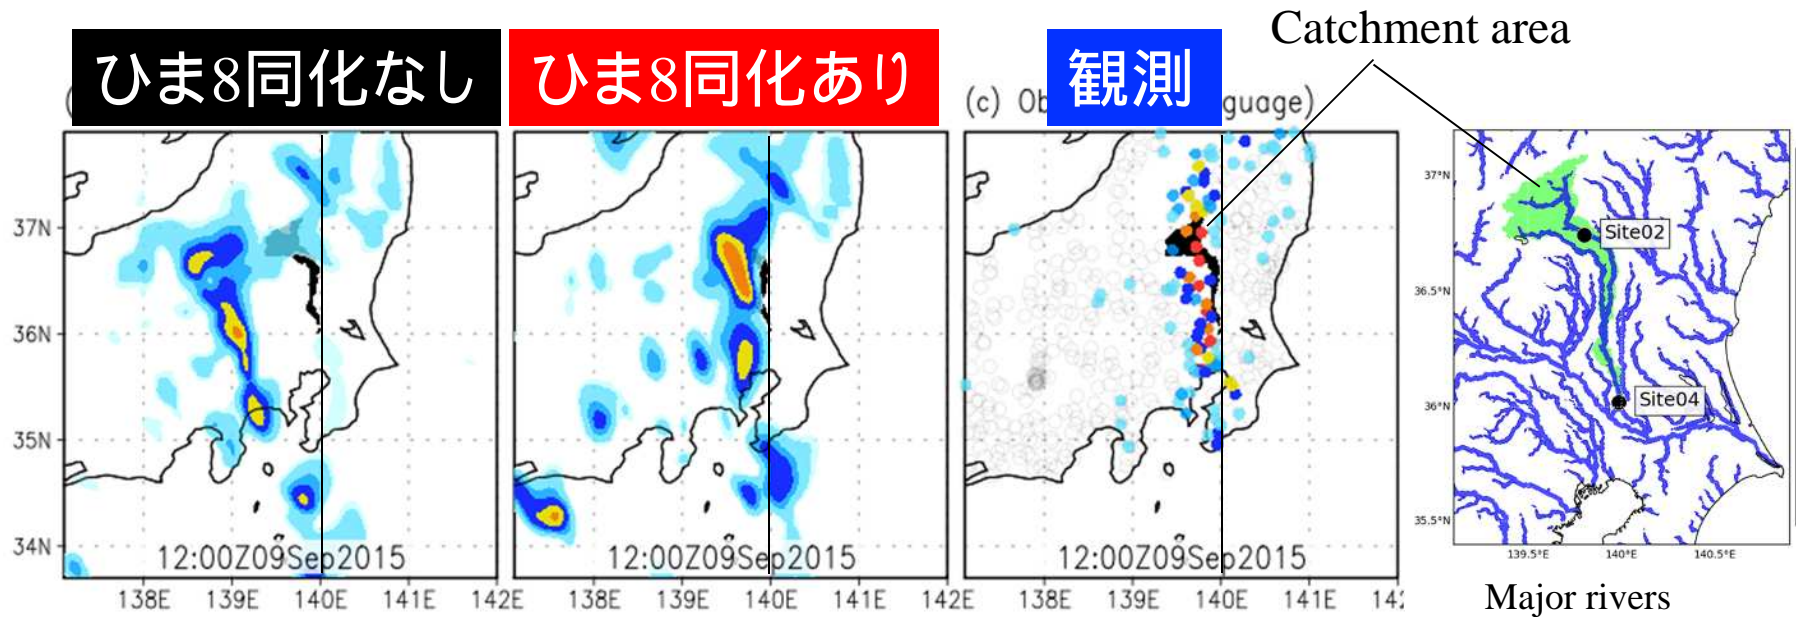 Catchment area
ひま8同化なし
ひま8同化あり
観測
(c) Ob
guage)
37N
36N
35N
34N
12:00Z09Sep2015
138E 139E 140E 141E 142E
12:00Z09Sep2015
138E 139E 140E 141E 142E
12:00Z09Sep2015
138E 139E 140E 141E 142
37°N
36.5°N
36°N
35.5°N
Site02
Site04
139.5°E 140°E 140.5°E
Major rivers